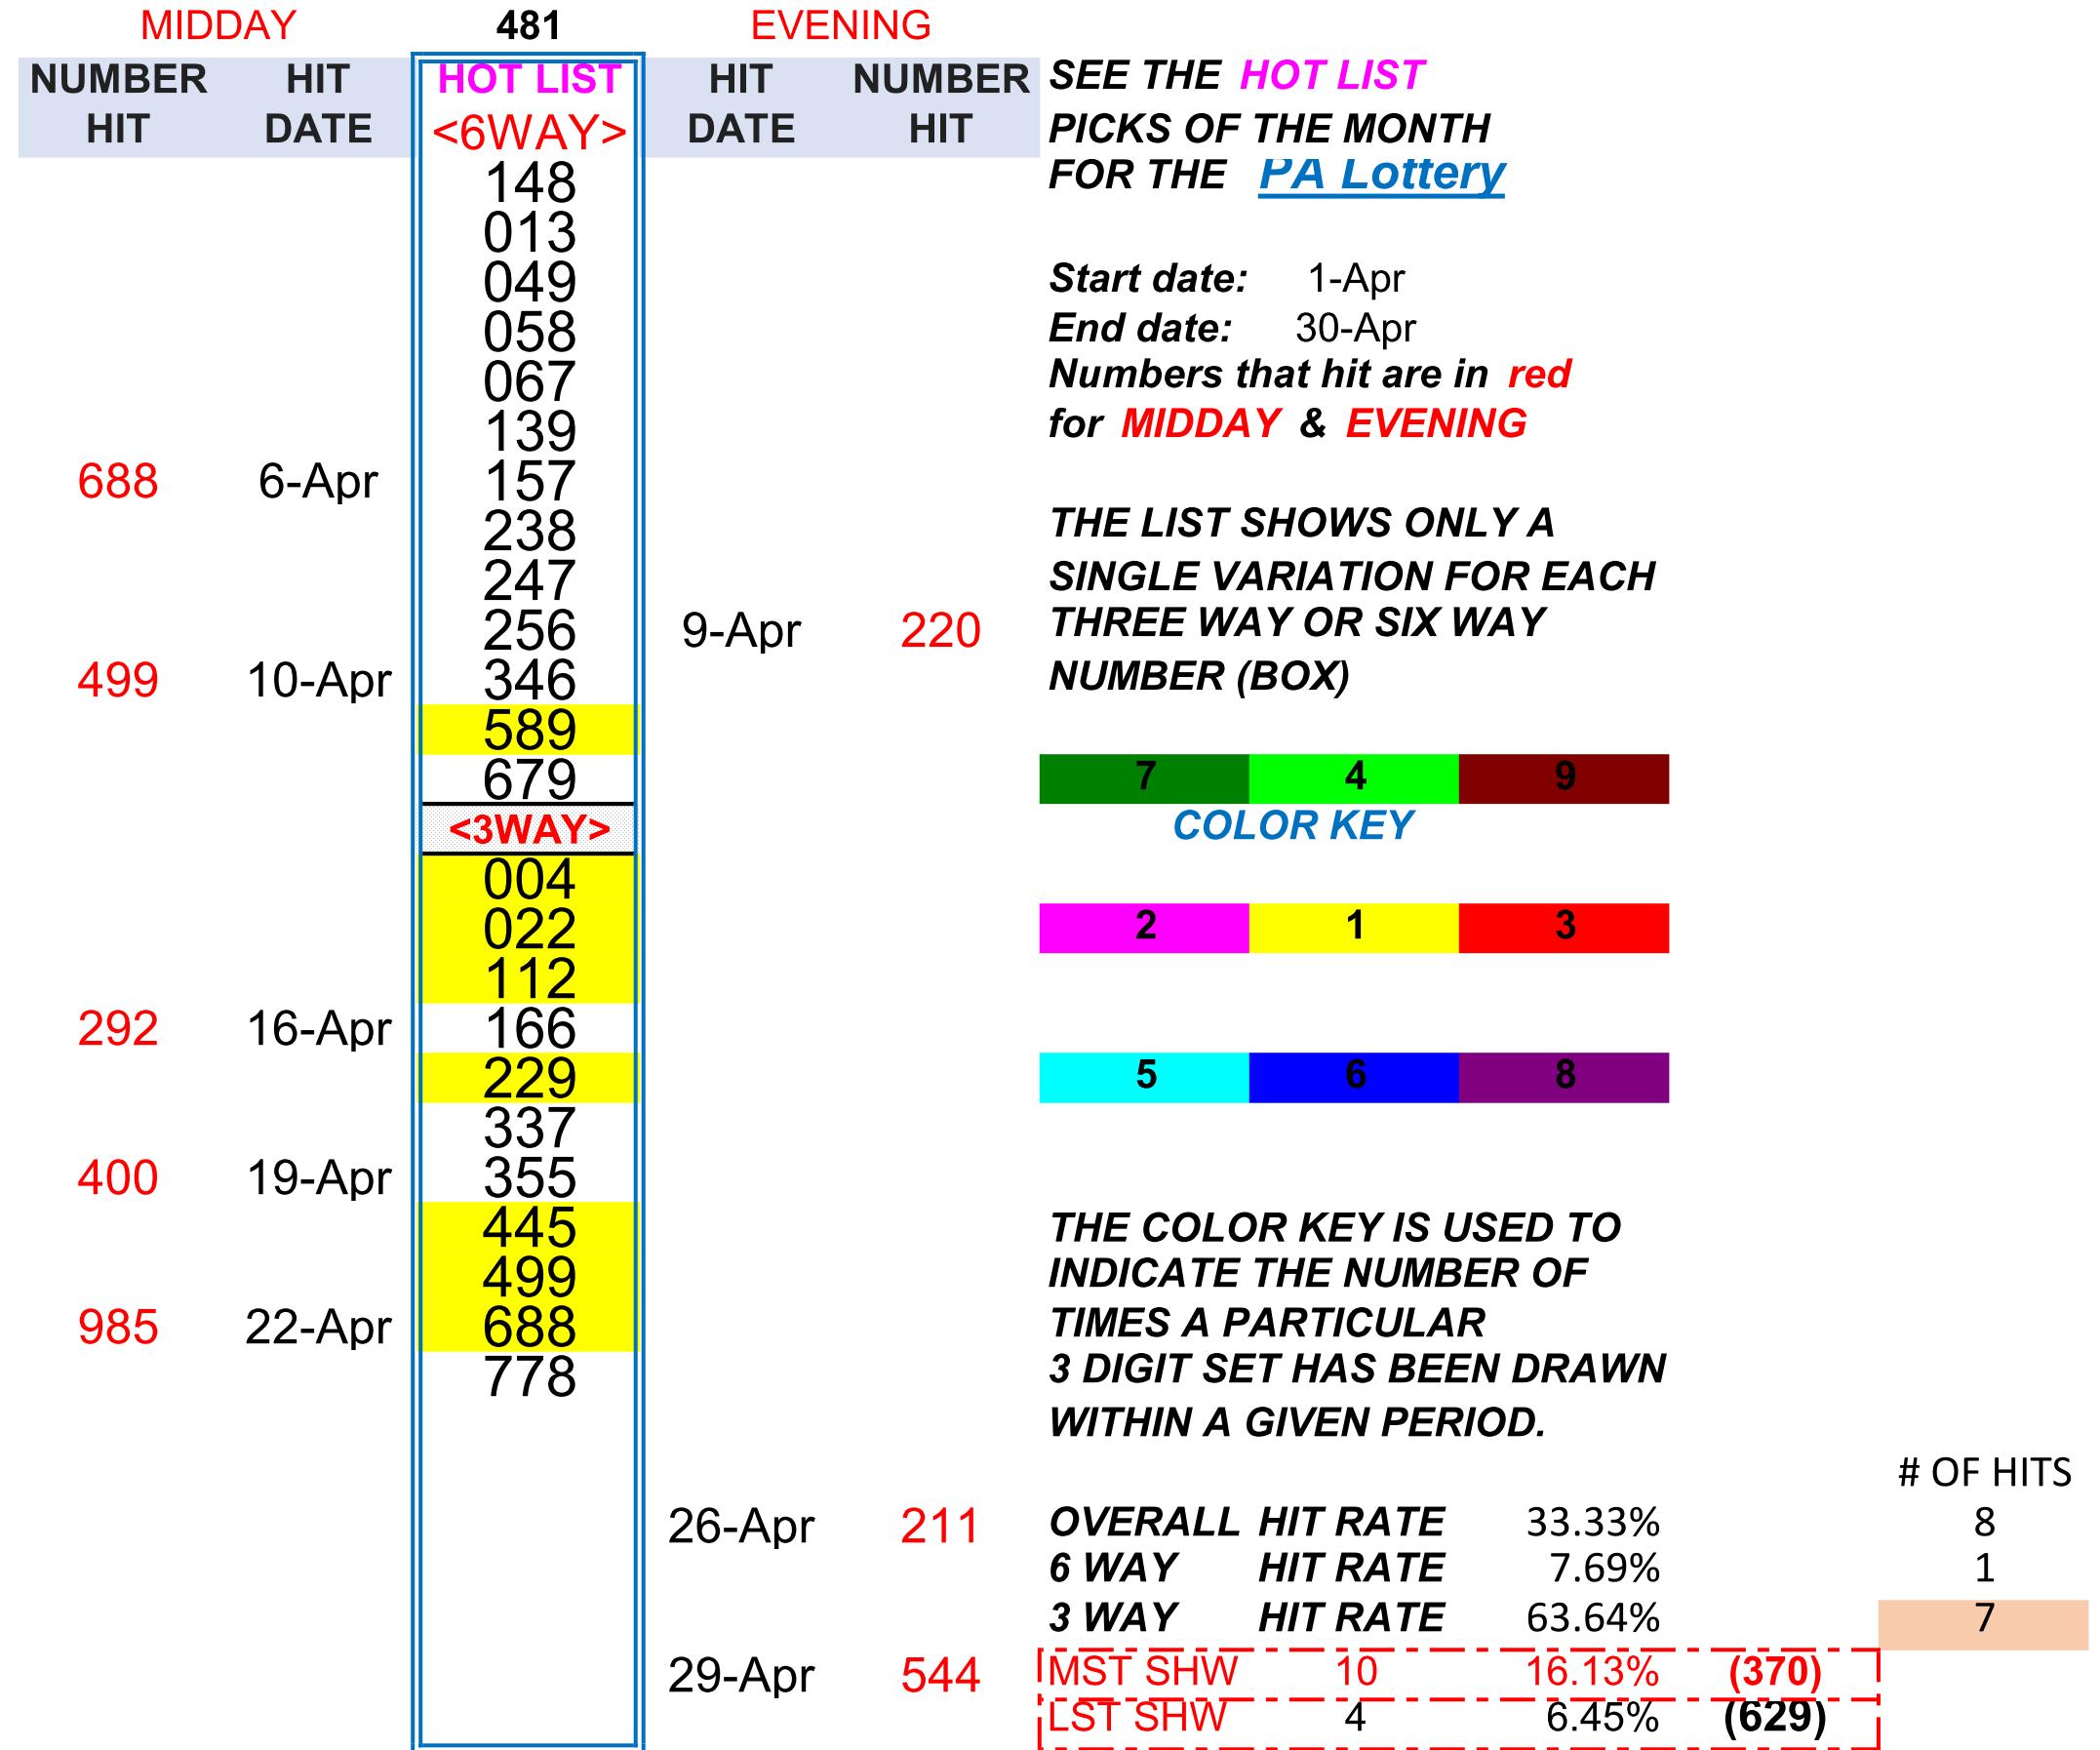 MIDDAY 481 EVENING
NUMBER HIT HOT LIST HIT NUMBER SEE THE HOT LIST
HIT DATE <6WAY> DATE HIT PICKS OF THE MONTH
148 FOR THE PA Lottery
013
049 Start date: 1-Apr
058 End date: 30-Apr
067 Numbers that hit are in red
139 for MIDDAY & EVENING
688 6-Apr 157
238 THE LIST SHOWS ONLY A
247 SINGLE VARIATION FOR EACH
256 9-Apr 220 THREE WAY OR SIX WAY
499 10-Apr 346 NUMBER (BOX)
589
679 7 4 9
<3WAY> COLOR KEY
004
022 2 1 3
112
292 16-Apr 166
229 5 6 8
337
400 19-Apr 355
445 THE COLOR KEY IS USED TO
499 INDICATE THE NUMBER OF
985 22-Apr 688 TIMES A PARTICULAR
778 3 DIGIT SET HAS BEEN DRAWN
WITHIN A GIVEN PERIOD.
# OF HITS
26-Apr 211 OVERALL HIT RATE 33.33% 8
6 WAY HIT RATE 7.69% 1
3 WAY HIT RATE 63.64% 7
29-Apr 544 MST SHW 10 16.13% (370)
LST SHW 4 6.45% (629)